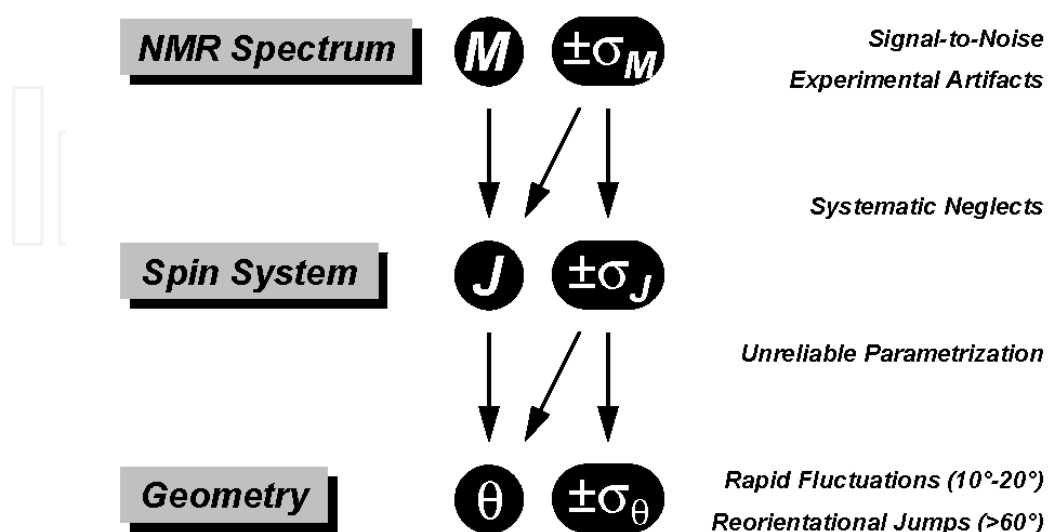 NMR Spectrum M ±σM Signal-to-Noise
Experimental Artifacts
Systematic Neglects
Spin System J ±σJ
Unreliable Parametrization
Geometry θ ±σθ Rapid Fluctuations (10°-20°)
Reorientational Jumps (>60°)